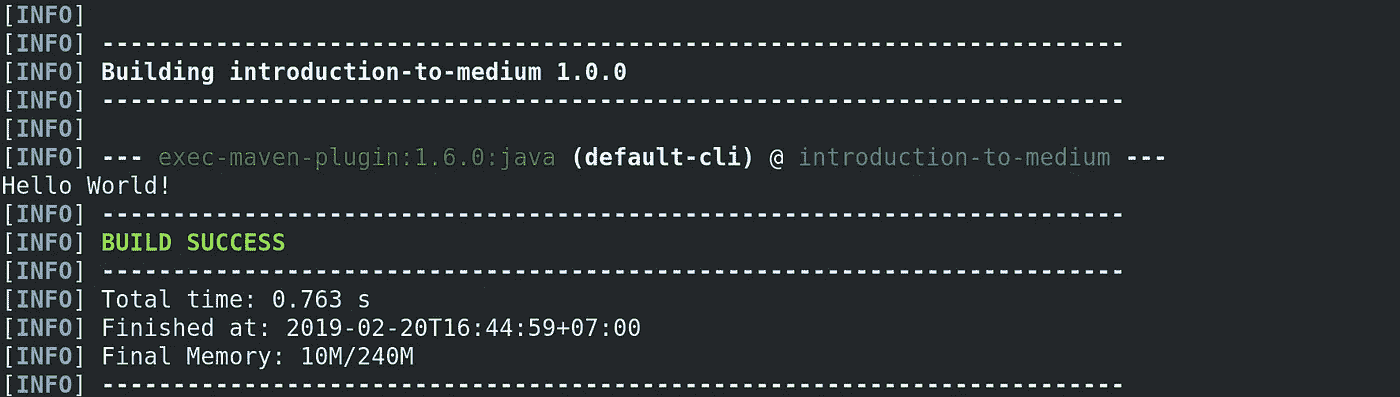 [INFO]
[INFO] ------------------------------------------------------------------------
[INFO] Building introduction-to-medium 1.0.0
[INFO] ------------------------------------------------------------------------
[INFO]
[INFO] --- exec-maven-plugin:1.6.0:java (default-cli) @ introduction-to-medium ---
Hello World!
[INFO] ------------------------------------------------------------------------
[INFO] BUILD SUCCESS
[INFO] ------------------------------------------------------------------------
[INFO] Total time: 0.763 s
[INFO] Finished at: 2019-02-20T16:44:59+07:00
[INFO] Final Memory: 10M/240M
[INFO] ------------------------------------------------------------------------